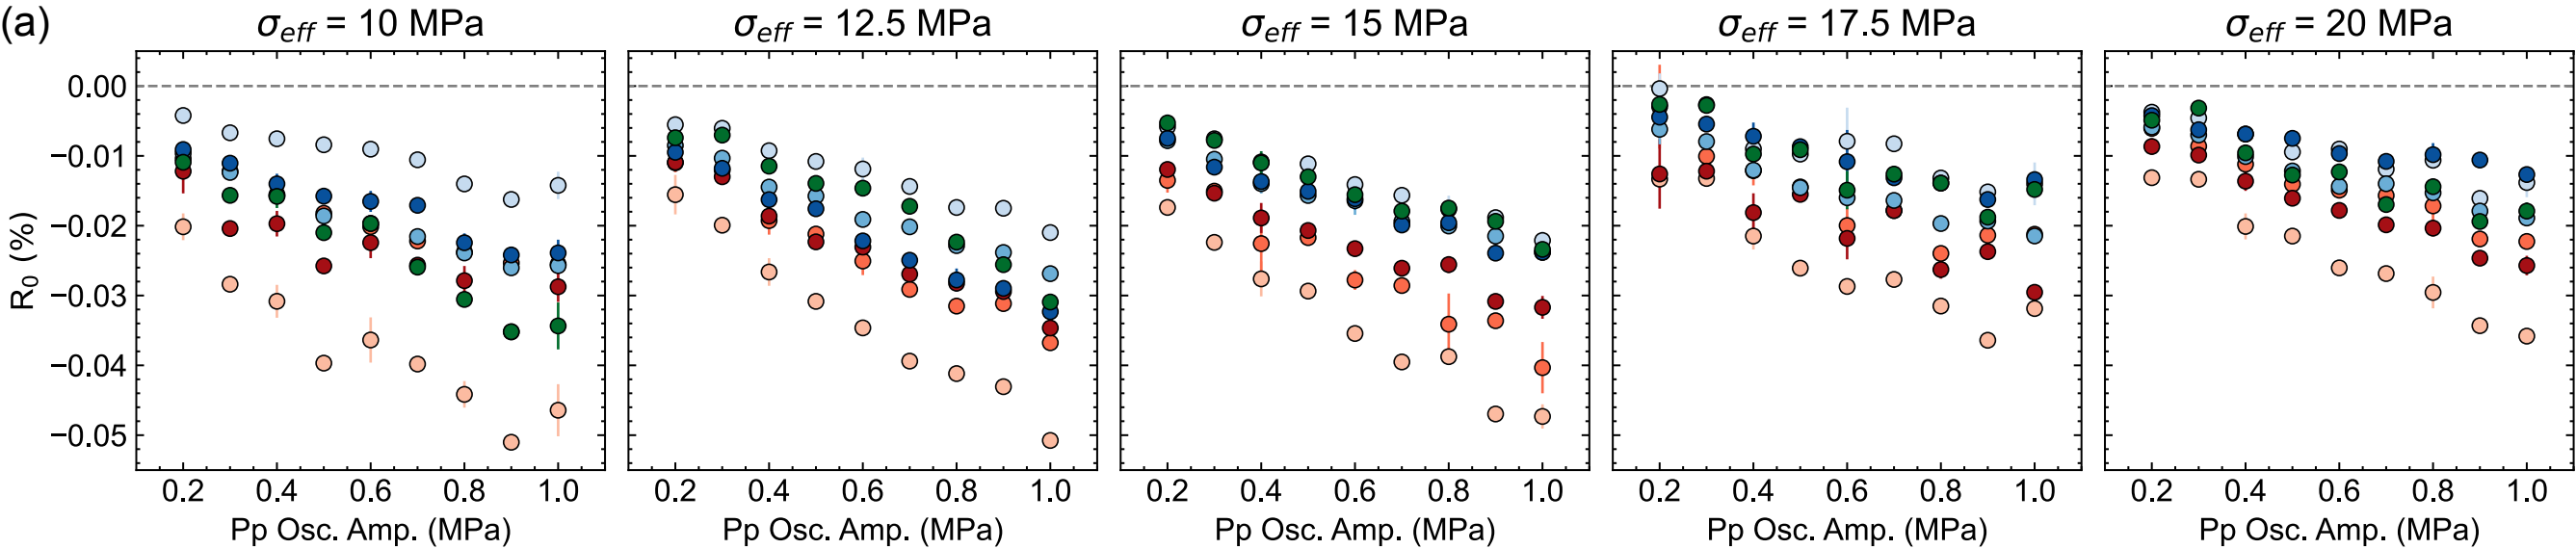 (a)
σeff = 10 MPa σeff = 12.5 MPa σeff = 15 MPa σeff = 17.5 MPa σeff = 20 MPa
R0 (%)
0.00
−0.01
−0.02
−0.03
−0.04
−0.05
0.2 0.4 0.6 0.8 1.0 0.2 0.4 0.6 0.8 1.0 0.2 0.4 0.6 0.8 1.0 0.2 0.4 0.6 0.8 1.0 0.2 0.4 0.6 0.8 1.0
Pp Osc. Amp. (MPa) Pp Osc. Amp. (MPa) Pp Osc. Amp. (MPa) Pp Osc. Amp. (MPa) Pp Osc. Amp. (MPa)